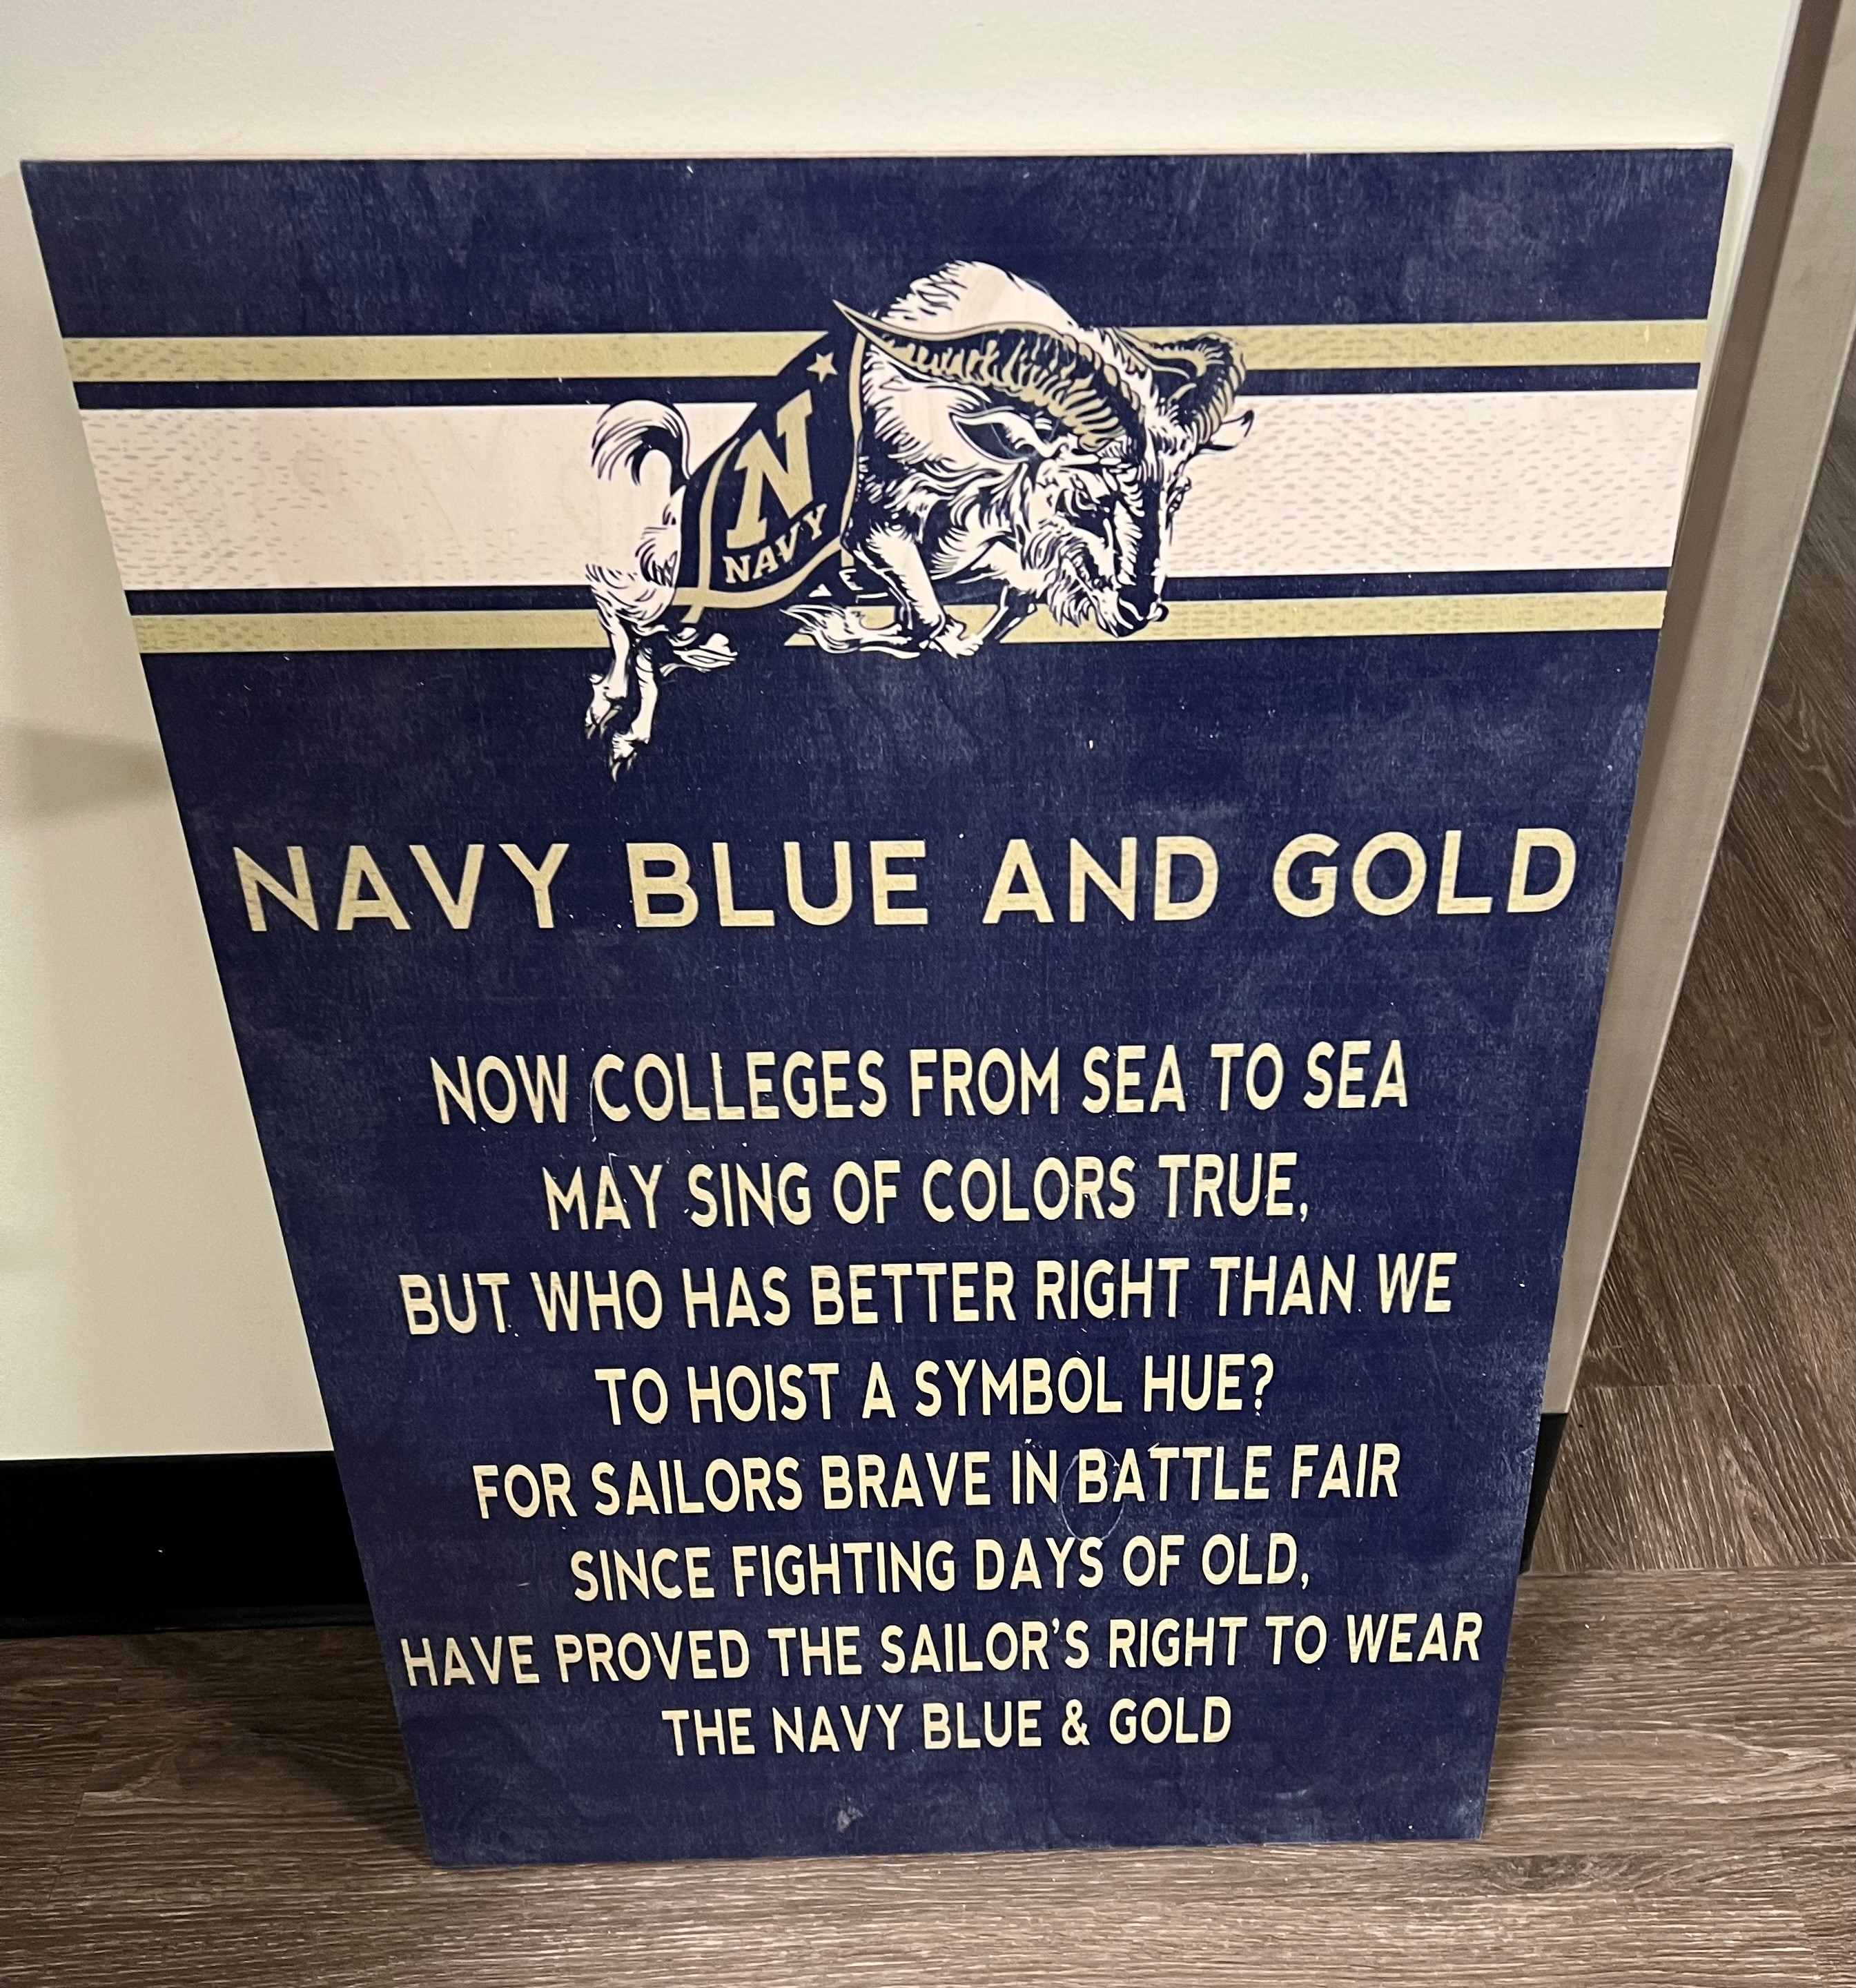 N
NAVY
NAVY BLUE AND GOLD
NOW COLLEGES FROM SEA TO SEA
MAY SING OF COLORS TRUE,
BUT WHO HAS BETTER RIGHT THAN WE
TO HOIST A SYMBOL HUE?
FOR SAILORS BRAVE IN BATTLE FAIR
SINCE FIGHTING DAYS OF OLD,
HAVE PROVED THE SAILOR'S RIGHT TO WEAR
THE NAVY BLUE & GOLD